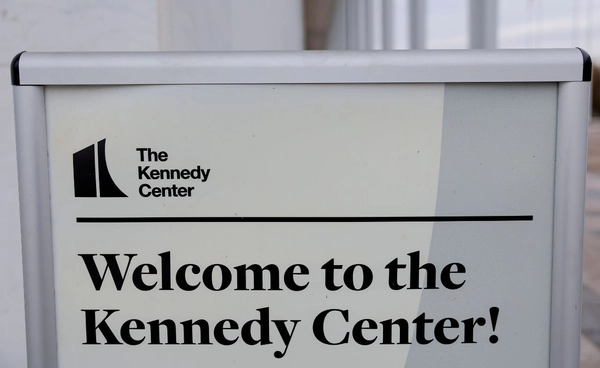 The
Kennedy
Center
Welcome to the
Kennedy Center!